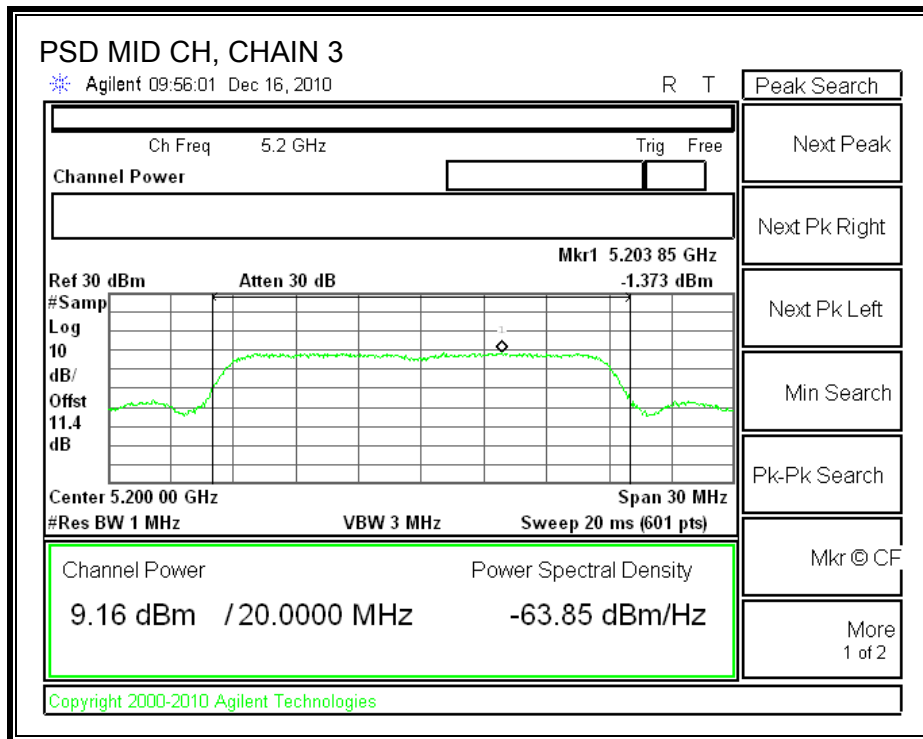 PSD MID CH, CHAIN 3
Agilent 09:56:01 Dec 16, 2010 R T
Peak Search
Ch Freq 5.2 GHz Trig Free
Channel Power
Next Peak
Next Pk Right
Mkr1 5.203 85 GHz
Ref 30 dBm Atten 30 dB -1.373 dBm
#Samp
Log
10
dB/
Offst
11.4
dB
1
Next Pk Left
Min Search
Pk-Pk Search
Center 5.200 00 GHz Span 30 MHz
#Res BW 1 MHz VBW 3 MHz Sweep 20 ms (601 pts)
Channel Power Power Spectral Density
9.16 dBm / 20.0000 MHz -63.85 dBm/Hz
Mkr © CF
More
1 of 2
Copyright 2000-2010 Agilent Technologies